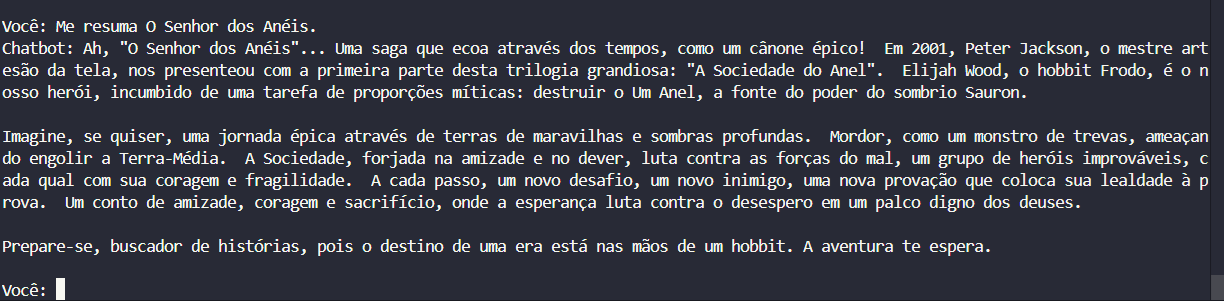 Você: Me resuma O Senhor dos Anéis.
Chatbot: Ah, "O Senhor dos Anéis"... Uma saga que ecoa através dos tempos, como um cânone épico!  Em 2001, Peter Jackson, o mestre art
esão da tela, nos presenteou com a primeira parte desta trilogia grandiosa: "A Sociedade do Anel".  Elijah Wood, o hobbit Frodo, é o n
osso herói, incumbido de uma tarefa de proporções míticas: destruir o Um Anel, a fonte do poder do sombrio Sauron.

Imagine, se quiser, uma jornada épica através de terras de maravilhas e sombras profundas.  Mordor, como um monstro de trevas, ameaçan
do engolir a Terra-Média.  A Sociedade, forjada na amizade e no dever, luta contra as forças do mal, um grupo de heróis improváveis, c
ada qual com sua coragem e fragilidade.  A cada passo, um novo desafio, um novo inimigo, uma nova provação que coloca sua lealdade à p
rova.  Um conto de amizade, coragem e sacrifício, onde a esperança luta contra o desespero em um palco digno dos deuses.

Prepare-se, buscador de histórias, pois o destino de uma era está nas mãos de um hobbit. A aventura te espera.

Você: